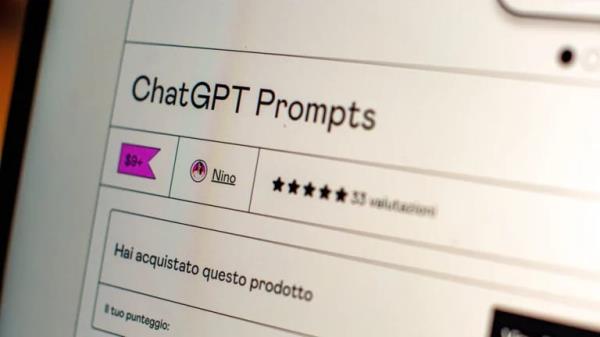 ChatGPT Prompts
$9+
Nino
33 valutazioni
Hai acquistato questo prodotto
Il tuo punteggio: